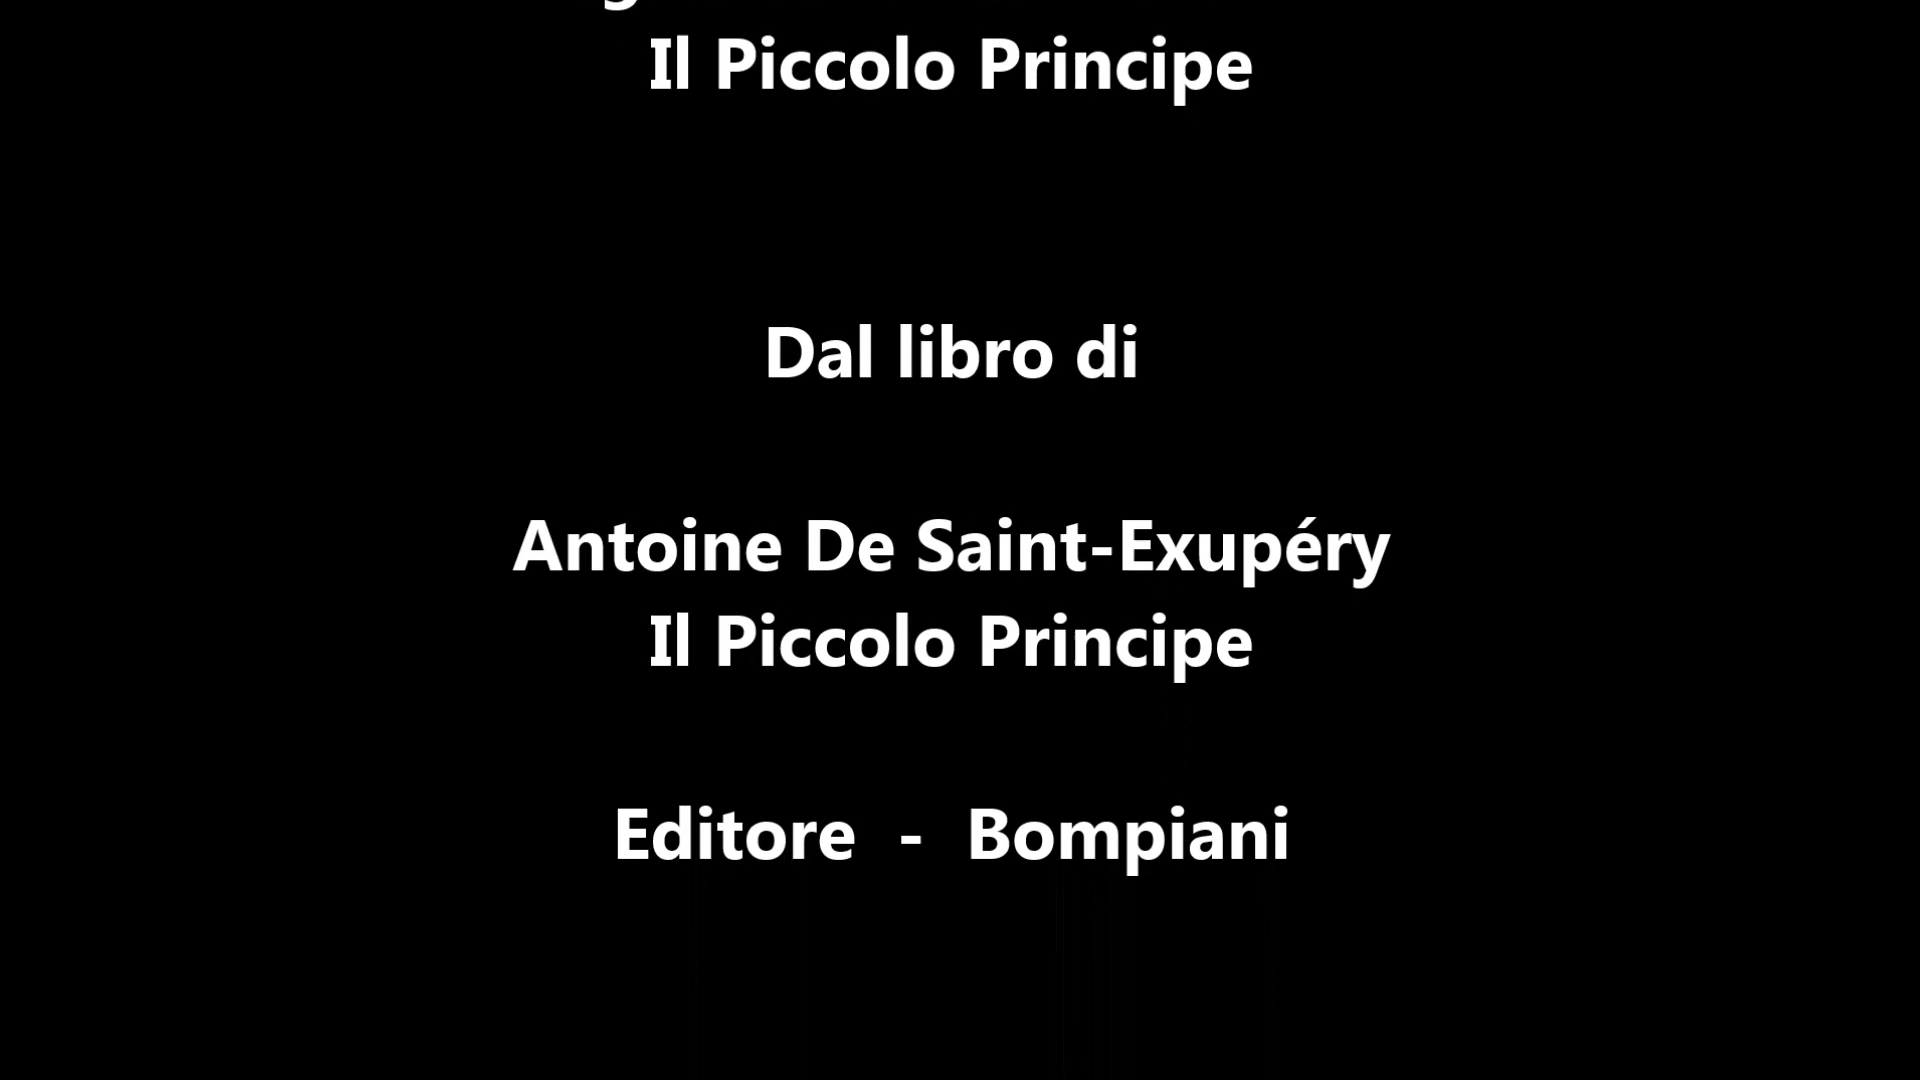 Il Piccolo Principe
Dal libro di
Antoine De Saint-Exupéry
Il Piccolo Principe
Editore - Bompiani